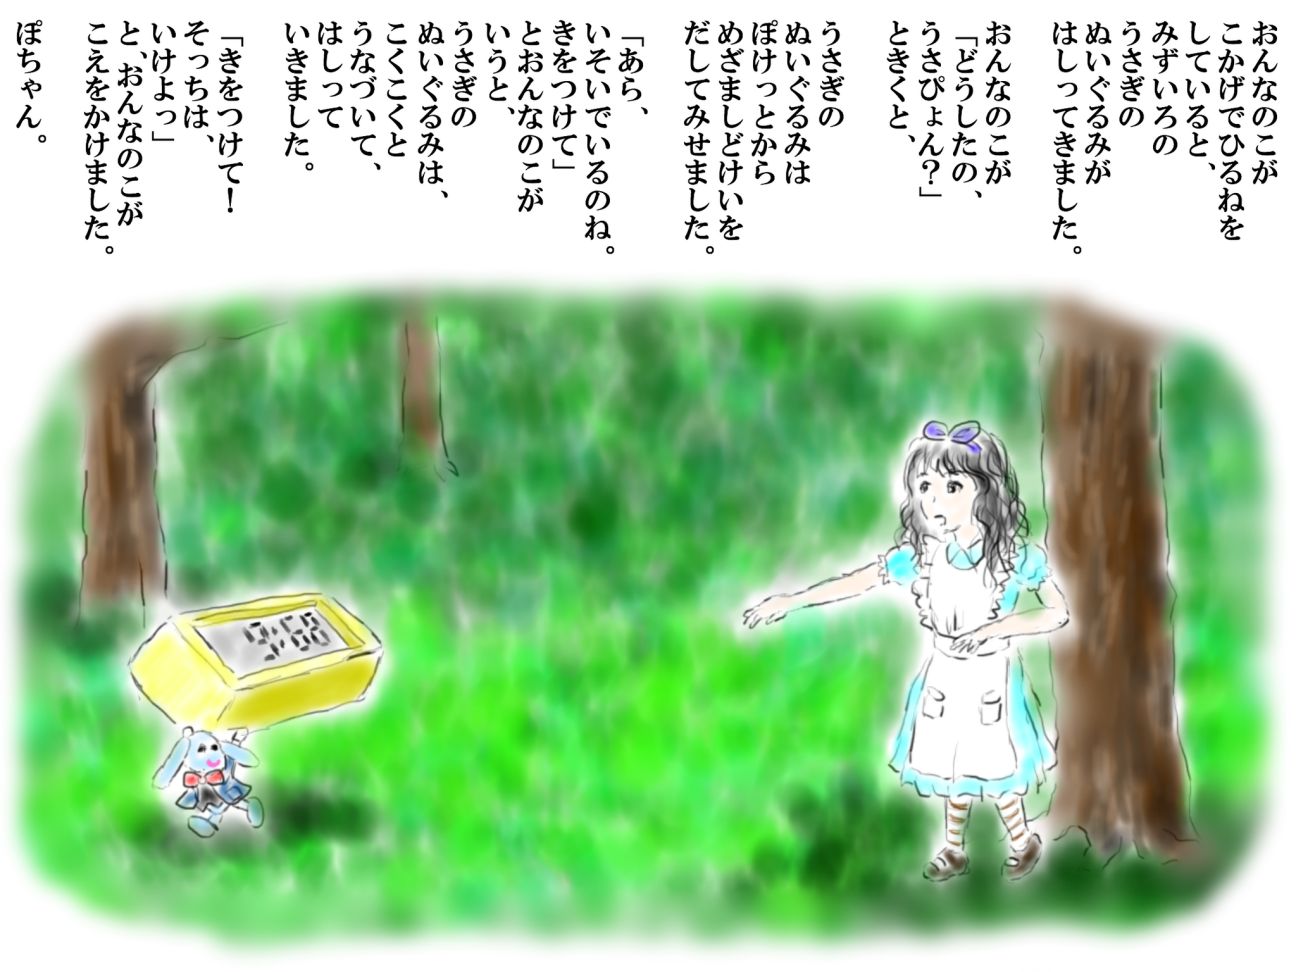 おんなのこが
こかげでひるねを
していると、
みずいろの
うさぎの
ぬいぐるみが
はしってきました。
おんなのこが
「どうしたの、
うさぴょん？」
ときくと、
うさぎの
ぬいぐるみは
ぽけっとから
めざましどけいを
だしてみせました。
「あら、
いそいでいるのね。
きをつけて」
とおんなのこが
いうと、
うさぎの
ぬいぐるみは、
こくこくと
うなづいて、
はしって
いきました。
「きをつけて！
そっちは、
いけよっ」
と、おんなのこが
こえをかけました。
ぽちゃん。